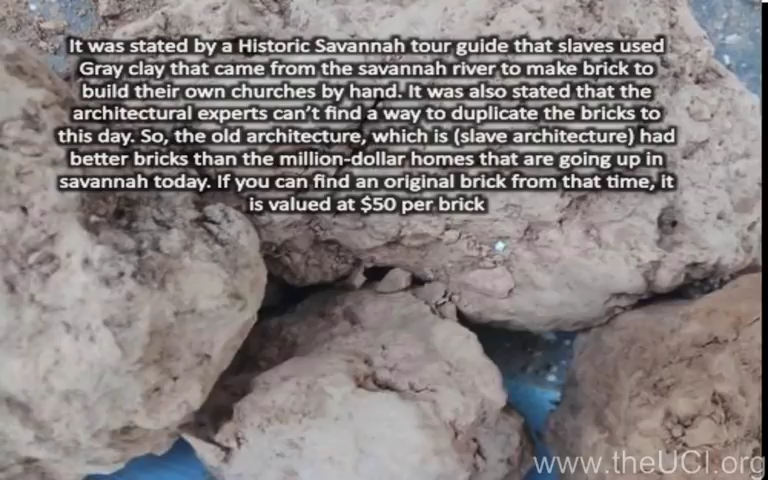 It was stated by a Historic Savannah tour guide that slaves used
Gray clay that came from the savannah river to make brick to
build their own churches by hand. It was also stated that the
architectural experts can't find a way to duplicate the bricks to
this day. So, the old architecture, which is (slave architecture) had
better bricks than the million-dollar homes that are going up in
savannah today. If you can find an original brick from that time, it
is valued at $50 per brick
www.theUCI.org